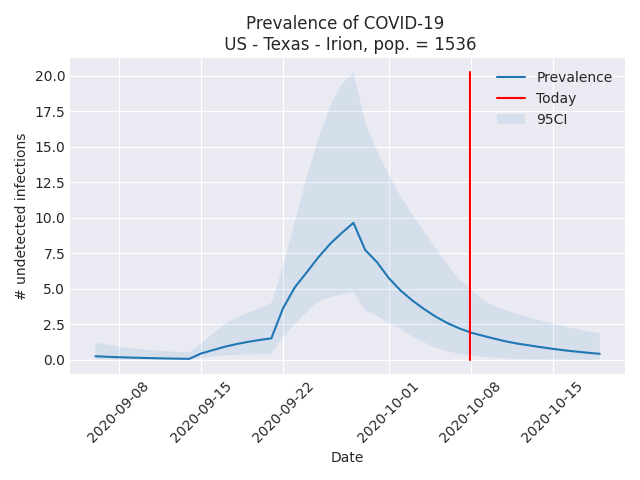 Prevalence of COVID-19
US - Texas - Irion, pop. = 1536
# undetected infections
20.0
17.5
15.0
12.5
10.0
7.5
5.0
2.5
0.0
Prevalence
Today
95CI
2020-09-08
2020-09-15
2020-09-22
2020-10-01
2020-10-08
2020-10-15
Date